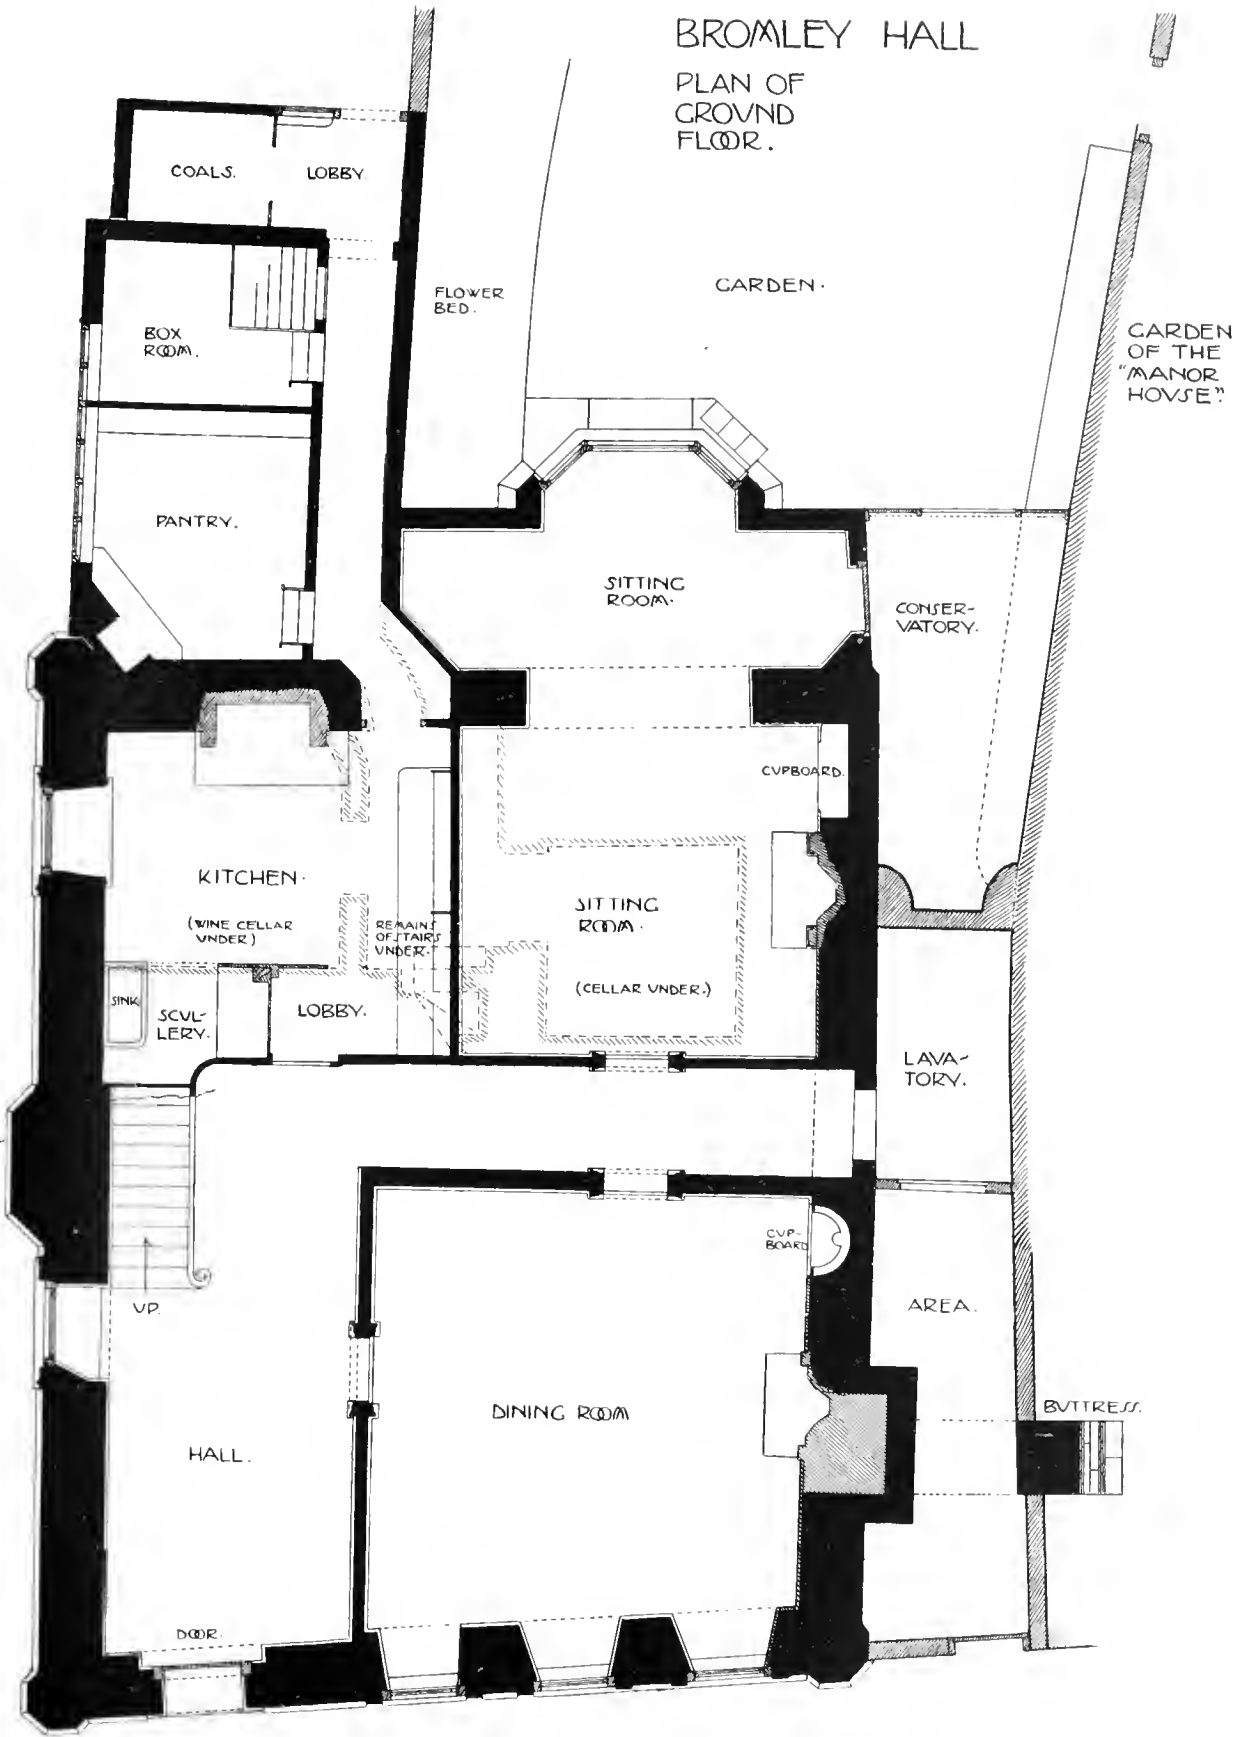 BROMLEY HALL
PLAN OF
GROVND
FLOOR.
COALS.
LOBBY.
FLOWER
BED.
GARDEN.
BOX
ROOM.
GARDEN
OF THE
"MANOR
HOVSE".
PANTRY.
SITTING
ROOM.
CONSER-
VATORY.
CVPBOARD.
KITCHEN.
(WINE CELLAR
VNDER)
REMAINS
OF STAIRS
VNDER.
SITTING
ROOM.
(CELLAR VNDER.)
SINK
SCVL-
LERY.
LOBBY.
LAVA-
TORY.
CVP-
BOARD
VP.
AREA.
DINING ROOM
BVTTRESS.
HALL.
DOOR.